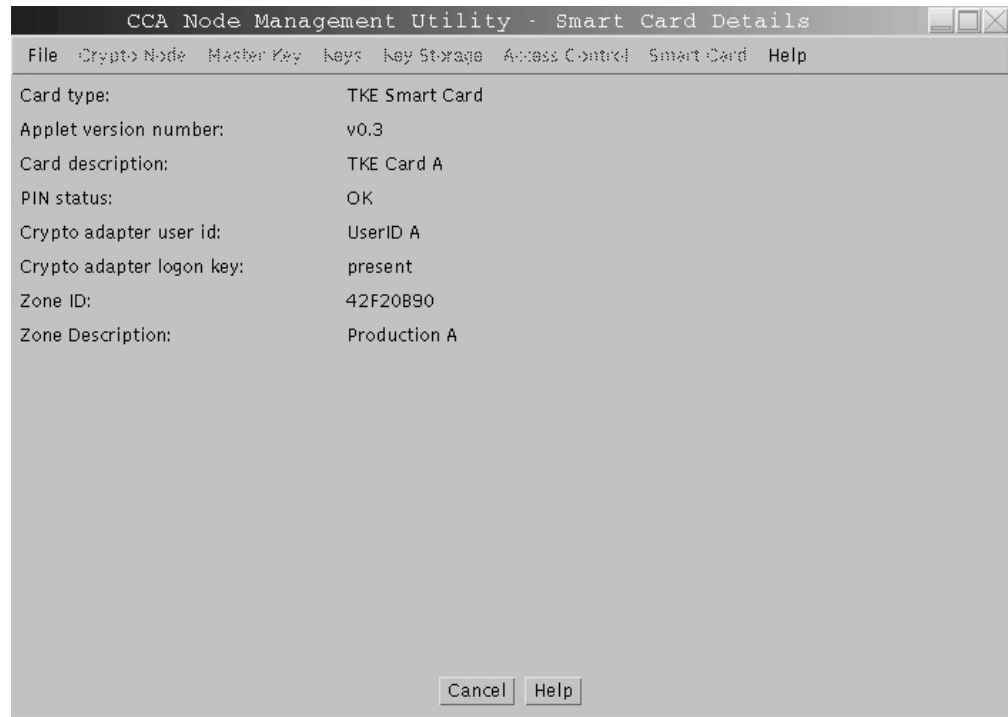 CCA Node Management Utility - Smart Card Details
File Crypto Node Master Key Keys Key Storage Access Control Smart Card Help
Card type: TKE Smart Card
Applet version number: v0.3
Card description: TKE Card A
PIN status: OK
Crypto adapter user id: UserID A
Crypto adapter logon key: present
Zone ID: 42F20B90
Zone Description: Production A
Cancel Help